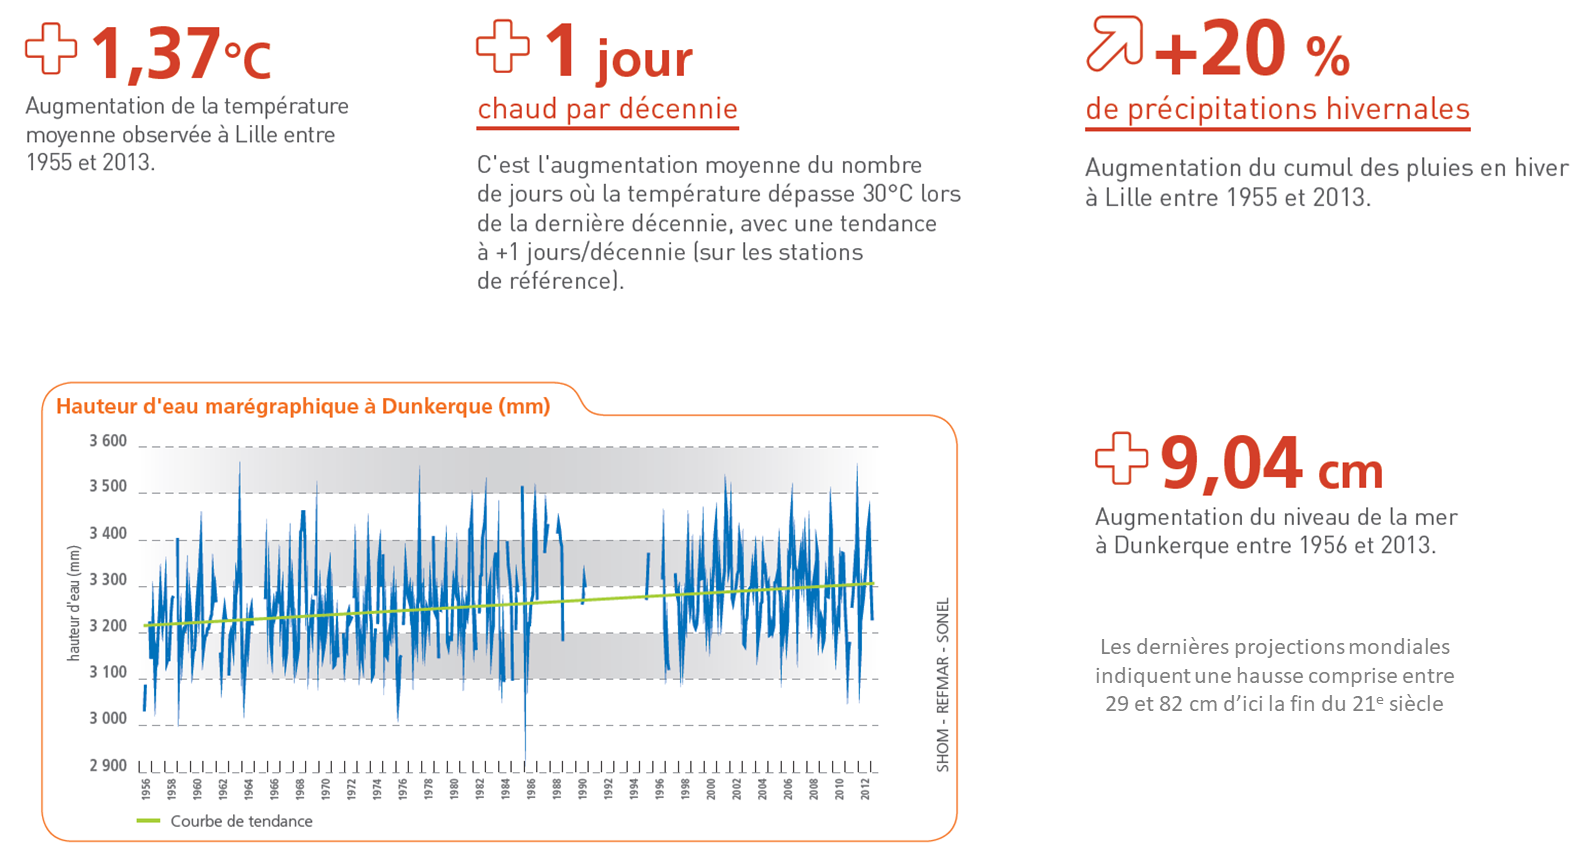 1,37°C
Augmentation de la température
moyenne observée à Lille entre
1955 et 2013.
1 jour
chaud par décennie
C'est l'augmentation moyenne du nombre
de jours où la température dépasse 30°C lors
de la dernière décennie, avec une tendance
à +1 jours/décennie (sur les stations
de référence).
+20 %
de précipitations hivernales
Augmentation du cumul des pluies en hiver
à Lille entre 1955 et 2013.
Hauteur d'eau marégraphique à Dunkerque (mm)
hauteur d'eau (mm)
3 600
3 500
3 400
3 300
3 200
3 100
3 000
2 900
1956 1958 1960 1962 1964 1966 1968 1970 1972 1974 1976 1978 1980 1982 1984 1986 1988 1990 1992 1994 1996 1998 2000 2002 2004 2006 2008 2010 2012
Courbe de tendance
SHOM - REFMAR - SONEL
9,04 cm
Augmentation du niveau de la mer
à Dunkerque entre 1956 et 2013.
Les dernières projections mondiales
indiquent une hausse comprise entre
29 et 82 cm d’ici la fin du 21e siècle